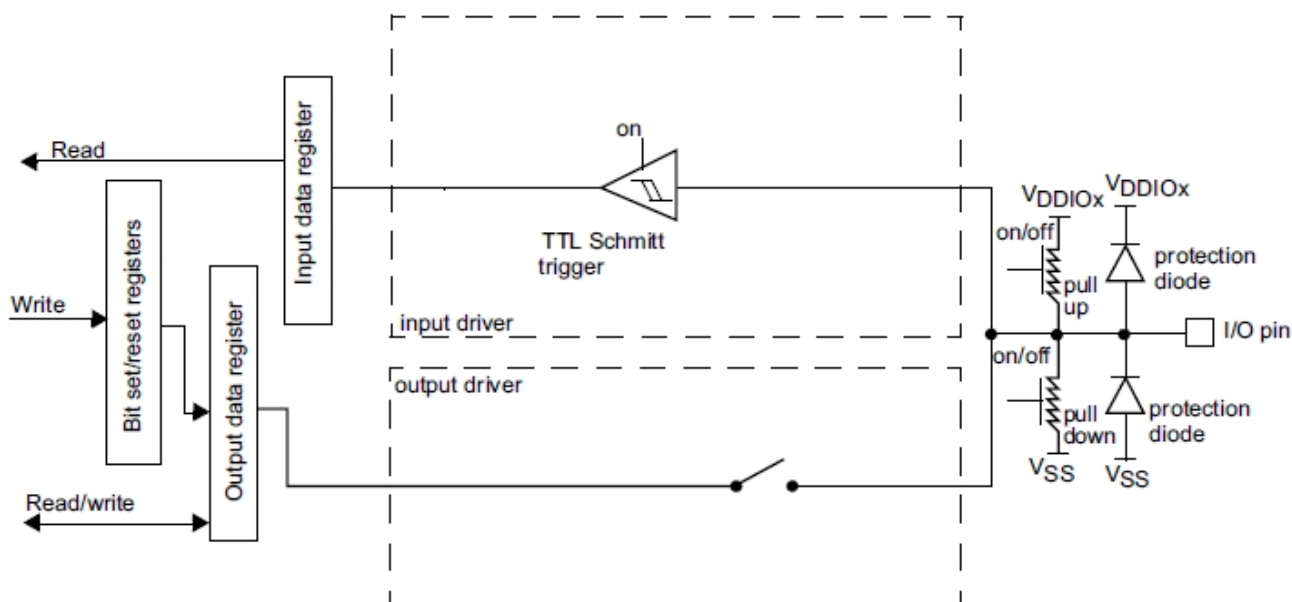 Read
Input data register
on
TTL Schmitt
trigger
VDDIOx
VDDIOx
on/off
pull
up
protection
diode
Write
Bit set/reset registers
Output data register
input driver
I/O pin
on/off
output driver
pull
down
protection
diode
VSS
VSS
Read/write